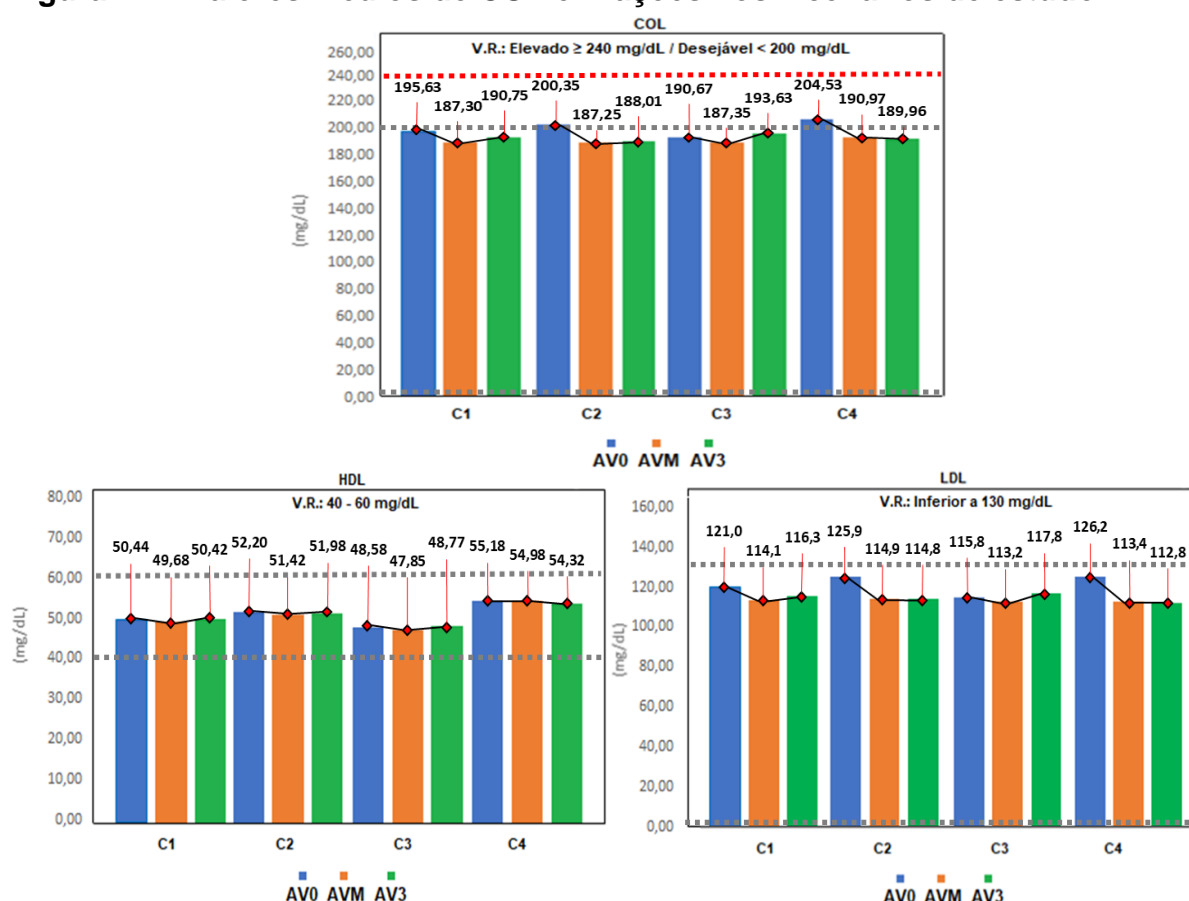 COL
V.R.: Elevado ≥ 240 mg/dL / Desejável < 200 mg/dL
260,00
240,00
220,00
200,00
180,00
160,00
140,00
120,00
100,00
80,00
60,00
40,00
20,00
0,00
(mg/dL)
195,63 187,30 190,75 200,35 187,25 188,01 190,67 187,35 193,63 204,53 190,97 189,96
C1 C2 C3 C4
AV0 AVM AV3
HDL
V.R.: 40 - 60 mg/dL
80,00
70,00
60,00
50,00
40,00
30,00
20,00
10,00
,00
(mg/dL)
50,44 49,68 50,42 52,20 51,42 51,98 48,58 47,85 48,77 55,18 54,98 54,32
C1 C2 C3 C4
AV0 AVM AV3
LDL
V.R.: Inferior a 130 mg/dL
160,00
140,00
120,00
100,00
80,00
60,00
40,00
20,00
,00
(mg/dL)
121,0 114,1 116,3 125,9 114,9 114,8 115,8 113,2 117,8 126,2 113,4 112,8
C1 C2 C3 C4
AV0 AVM AV3